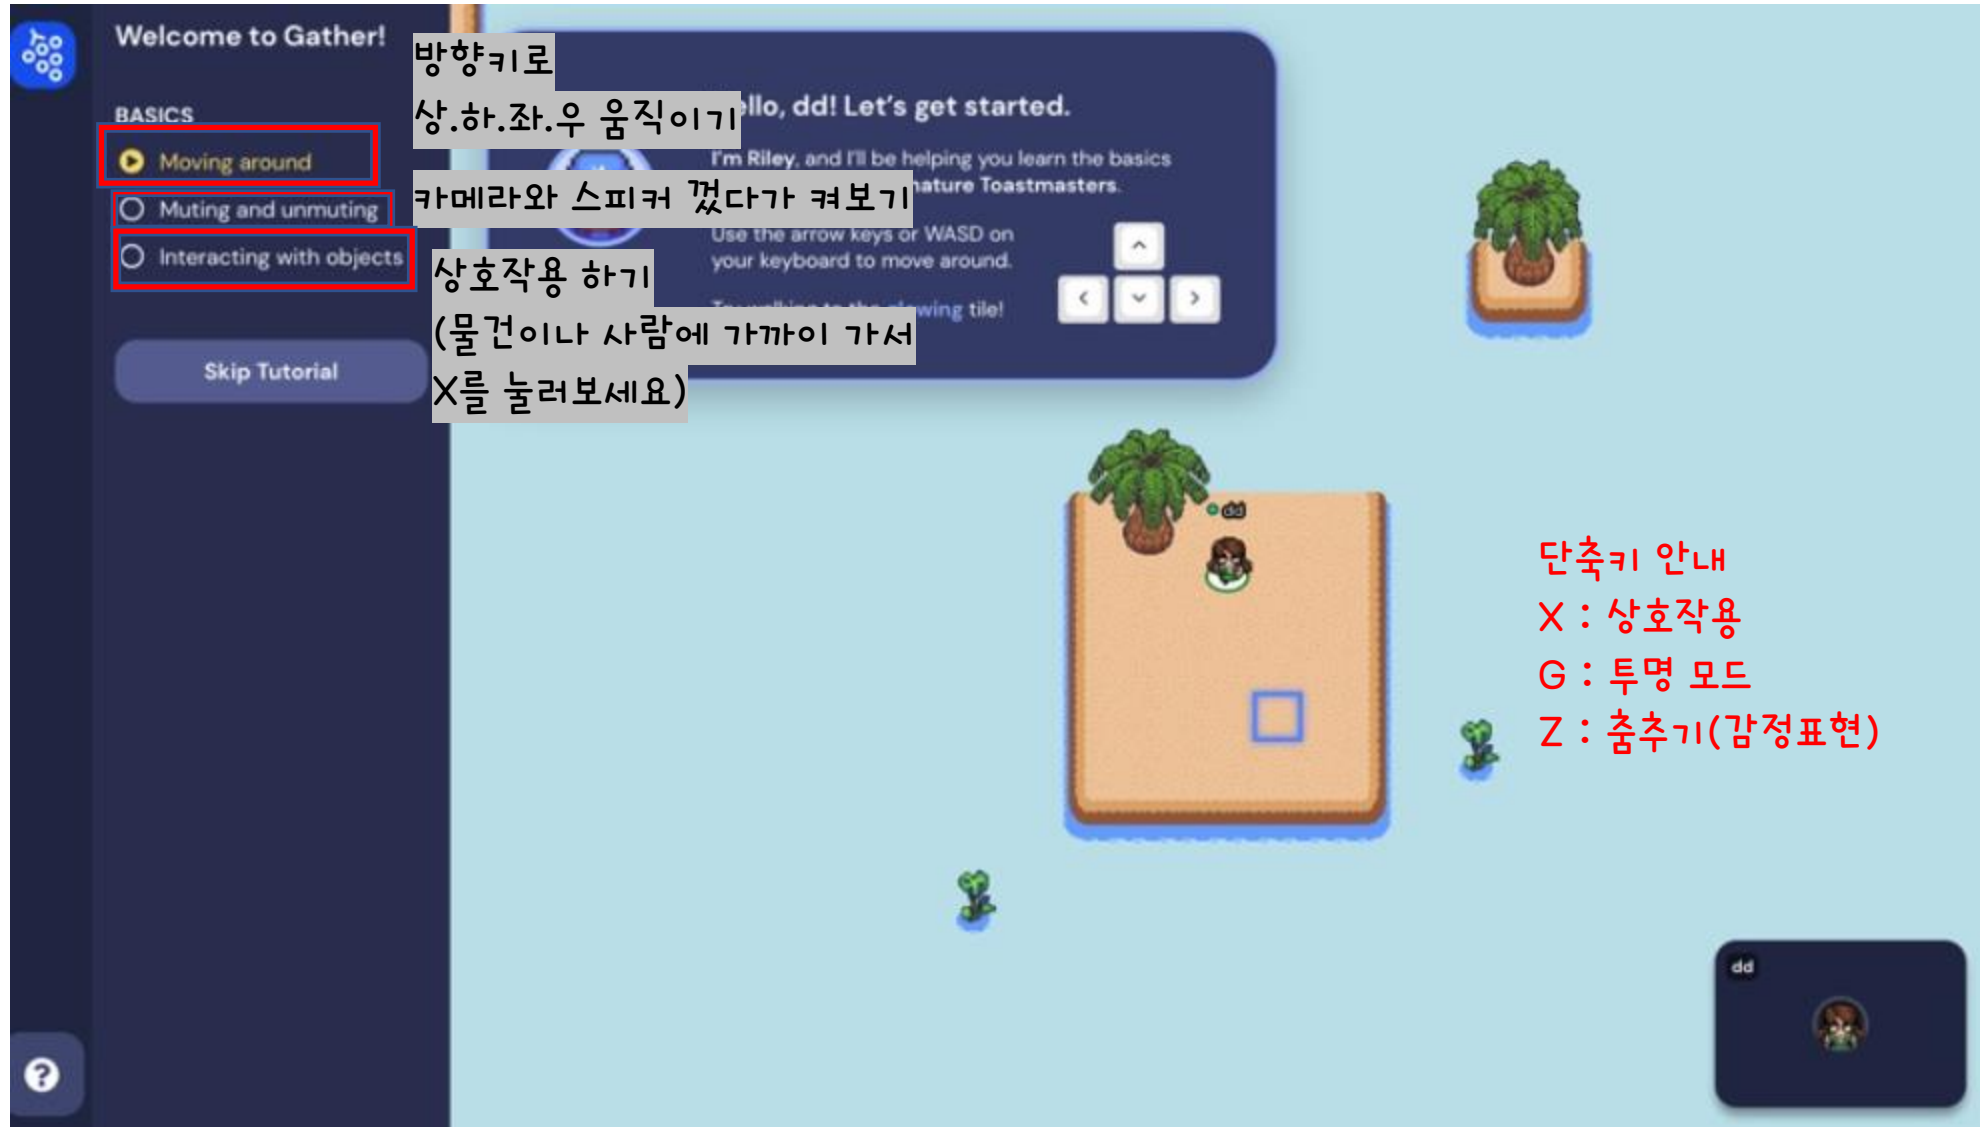 Welcome to Gather!
BASICS
Moving around
Muting and unmuting
Interacting with objects
Skip Tutorial
방향키로
상.하.좌.우 움직이기
카메라와 스피커 껐다가 켜보기
상호작용 하기
(물건이나 사람에 가까이 가서
X를 눌러보세요)
llo, dd! Let's get started.
I'm Riley, and I'll be helping you learn the basics
nature Toastmasters.
Use the arrow keys or WASD on
your keyboard to move around.
wing tile!
dd
단축키 안내
X : 상호작용
G : 투명 모드
Z : 춤추기(감정표현)
dd
?